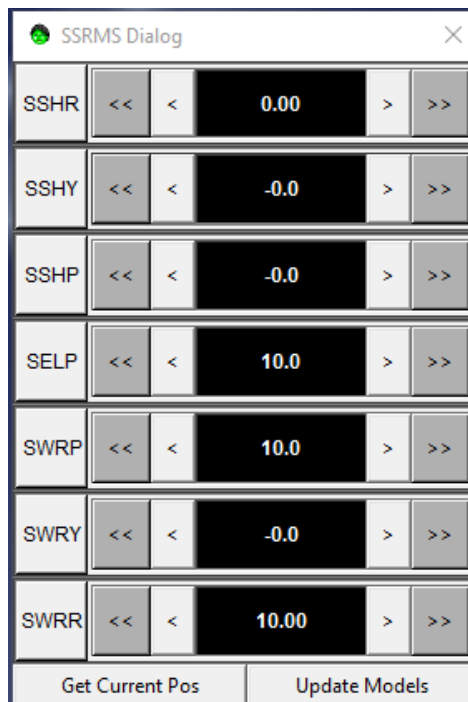 SSRMS Dialog
SSHR << < 0.00 > >>
SSHY << < -0.0 > >>
SSHP << < -0.0 > >>
SELP << < 10.0 > >>
SWRP << < 10.0 > >>
SWRY << < -0.0 > >>
SWRR << < 10.00 > >>
Get Current Pos Update Models